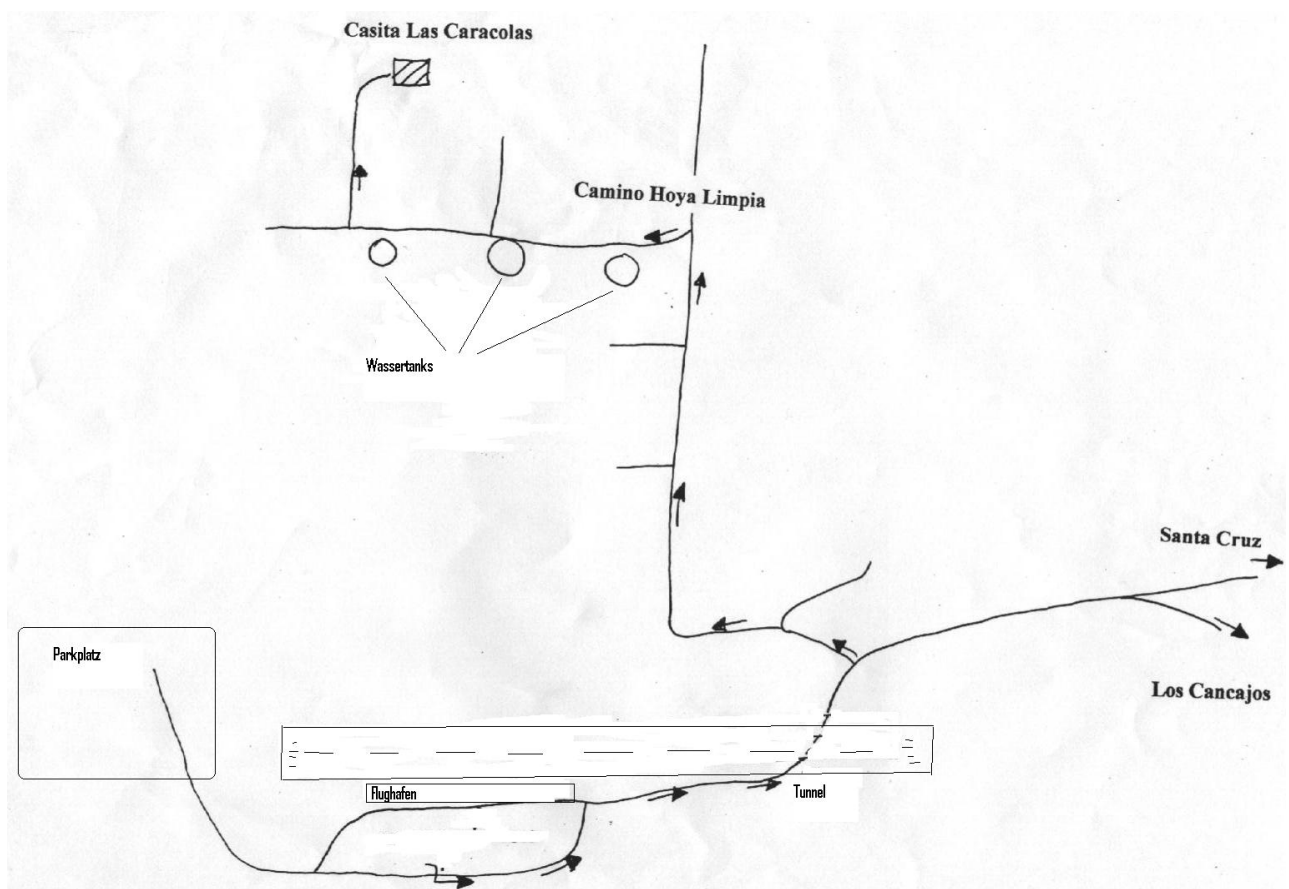 Casita Las Caracolas
Camino Hoya Limpia
Wassertanks
Santa Cruz
Parkplatz
Los Cancajos
Flughafen
Tunnel